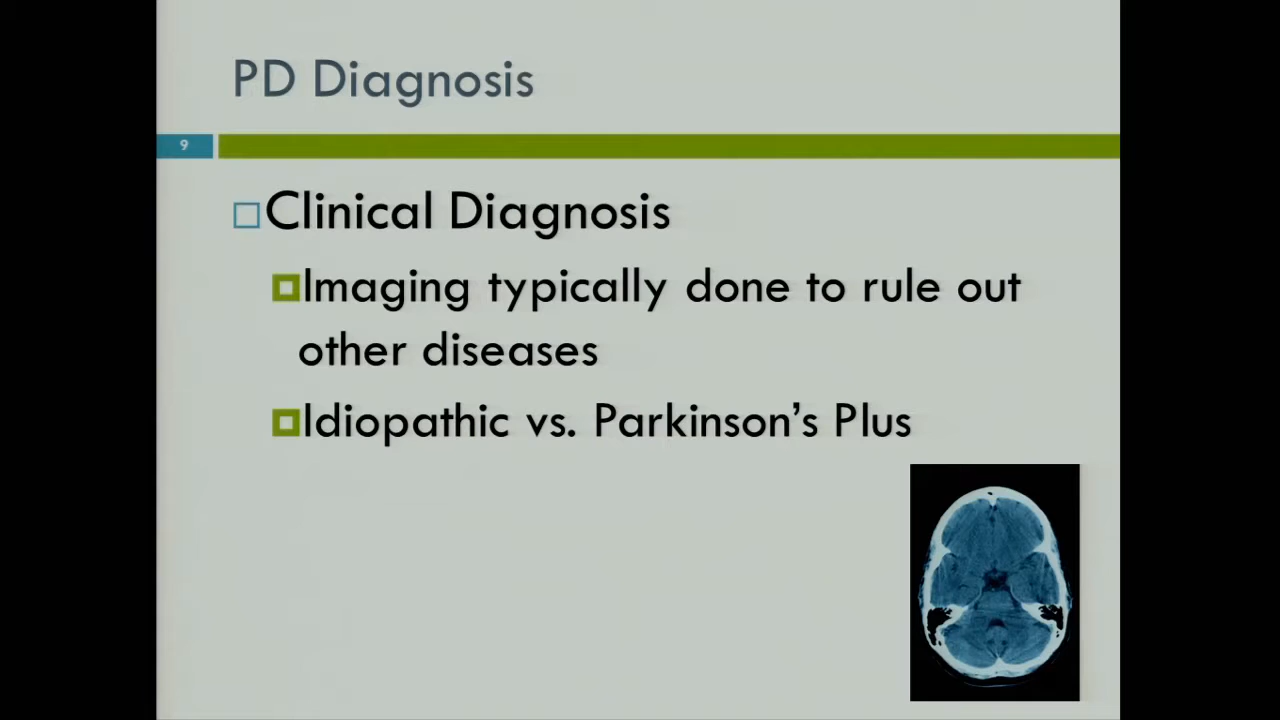 PD Diagnosis
9
Clinical Diagnosis
Imaging typically done to rule out
other diseases
Idiopathic vs. Parkinson’s Plus